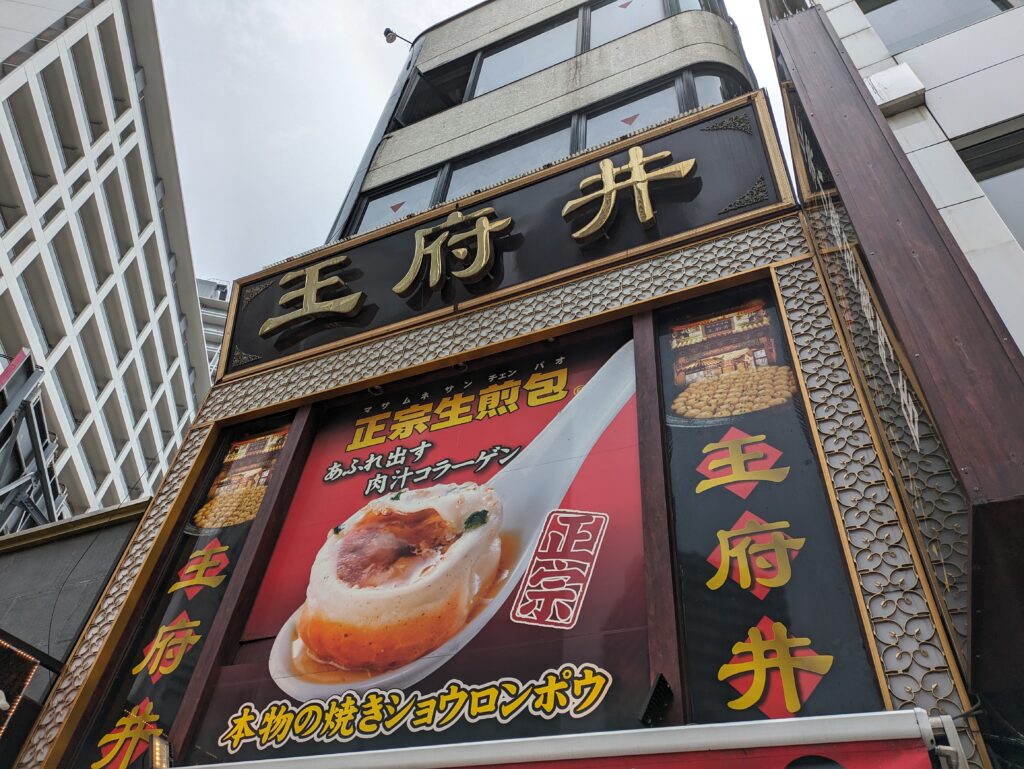 王府井
マサムネ サン チェン パオ
正宗生煎包
あふれ出す
肉汁コラーゲン
正宗
本物の焼きショウロンポウ
王府井
王府井